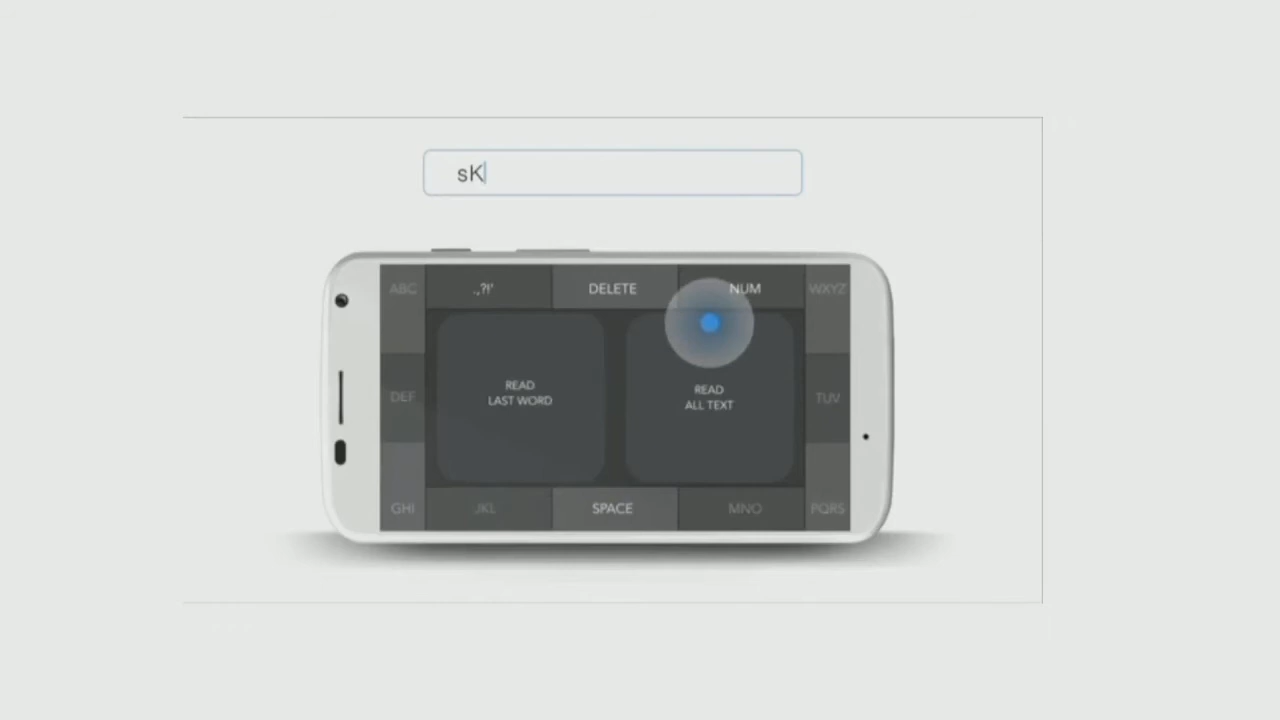 sK
ABC .,?!' DELETE NUM WXYZ
READ
LAST WORD
READ
ALL TEXT
DEF TUV
GHI JKL SPACE MNO PQRS